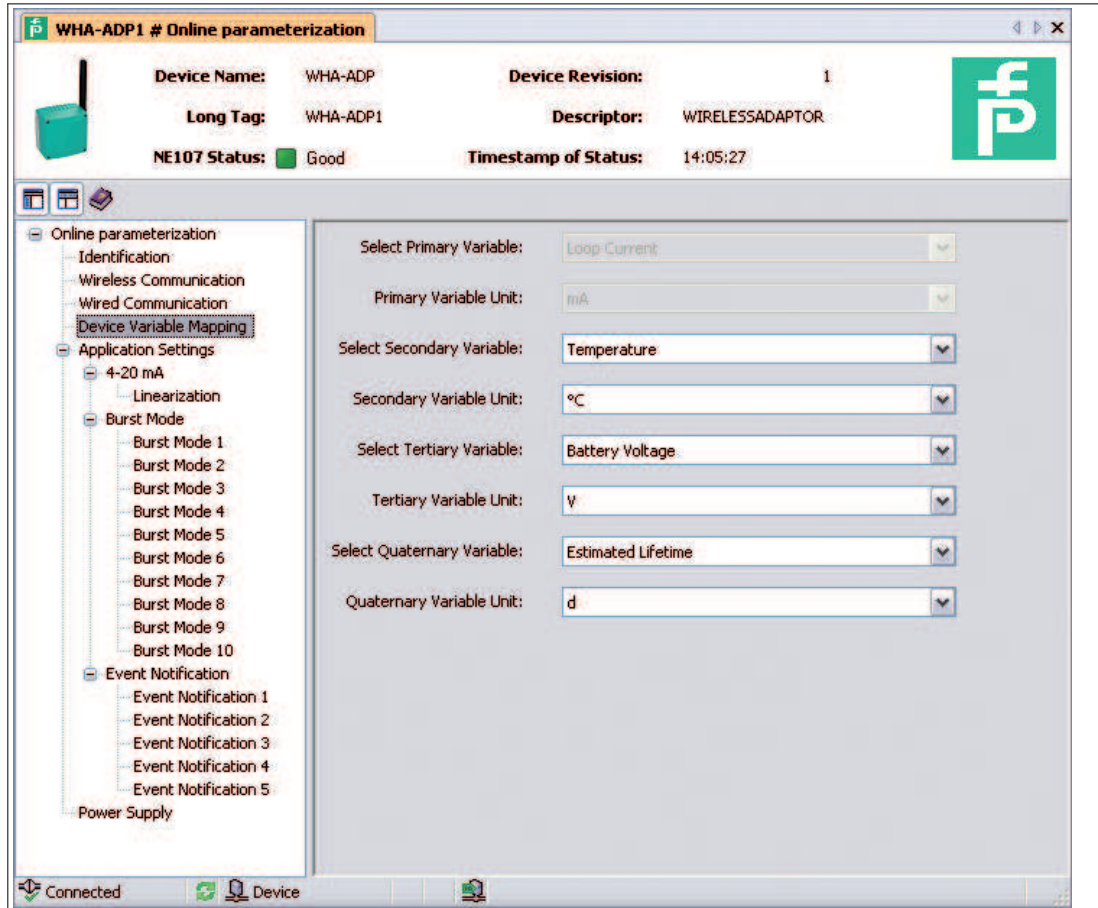 WHA-ADP1 # Online parameterization
Device Name: WHA-ADP Device Revision: 1
Long Tag: WHA-ADP1 Descriptor: WIRELESSADAPTOR
NE107 Status: Good Timestamp of Status: 14:05:27
Online parameterization
Identification
Wireless Communication
Wired Communication
Device Variable Mapping
Application Settings
4-20 mA
Linearization
Burst Mode
Burst Mode 1
Burst Mode 2
Burst Mode 3
Burst Mode 4
Burst Mode 5
Burst Mode 6
Burst Mode 7
Burst Mode 8
Burst Mode 9
Burst Mode 10
Event Notification
Event Notification 1
Event Notification 2
Event Notification 3
Event Notification 4
Event Notification 5
Power Supply
Select Primary Variable: Loop Current
Primary Variable Unit: mA
Select Secondary Variable: Temperature
Secondary Variable Unit: °C
Select Tertiary Variable: Battery Voltage
Tertiary Variable Unit: V
Select Quaternary Variable: Estimated Lifetime
Quaternary Variable Unit: d
Connected Device